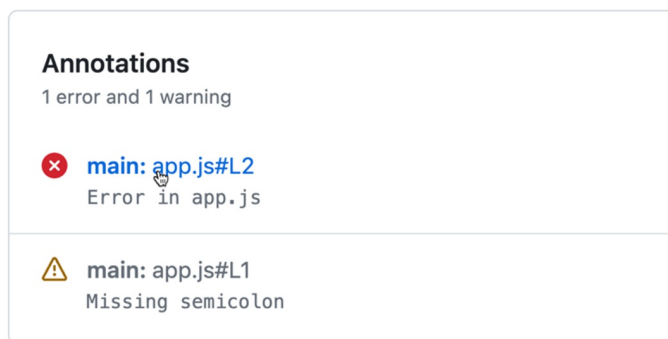 Annotations
1 error and 1 warning
main: app.js#L2
Error in app.js
main: app.js#L1
Missing semicolon